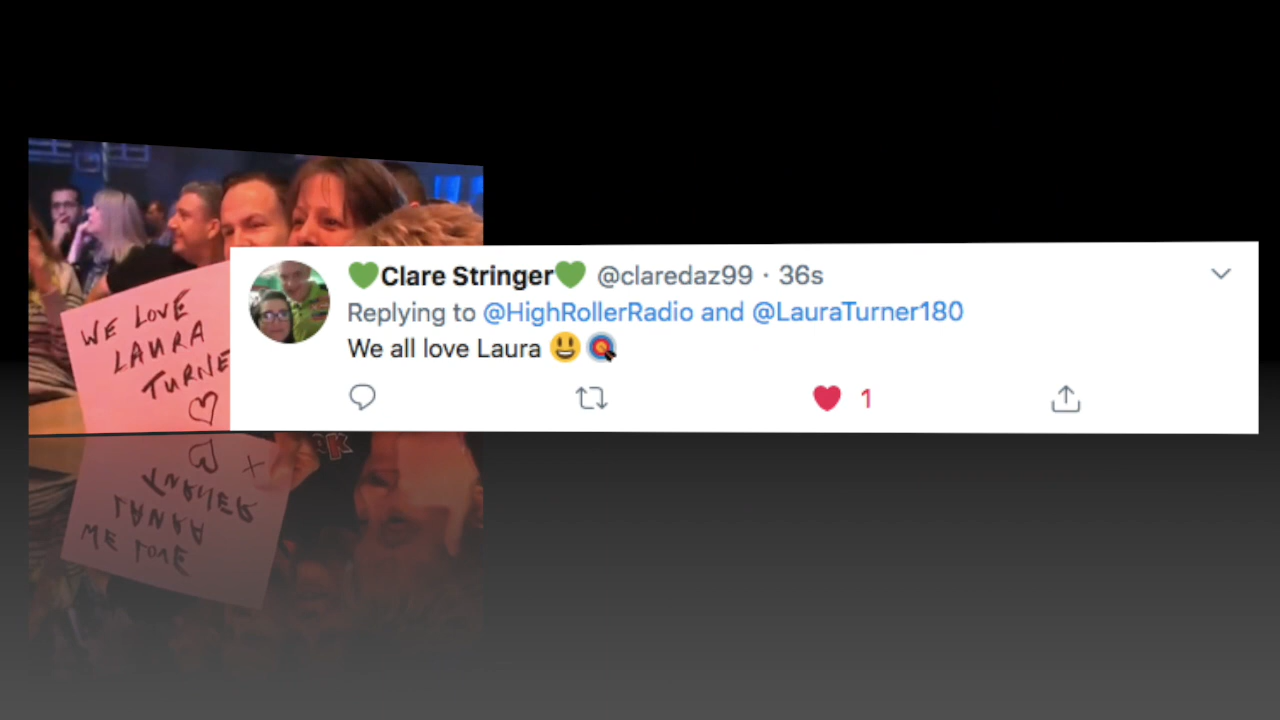 WE LOVE
LAURA
TURNE
💚Clare Stringer💚 @claredaz99 · 36s
Replying to @HighRollerRadio and @LauraTurner180
We all love Laura 😃 🎯
1